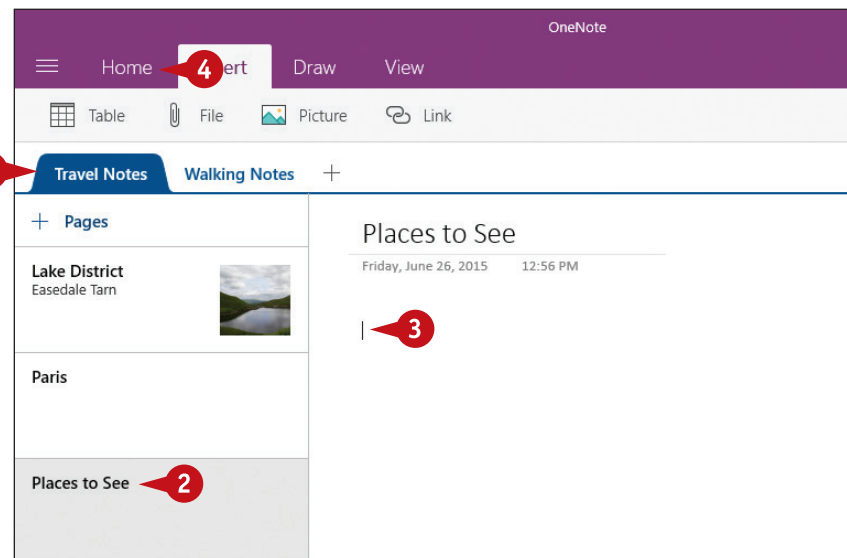 OneNote
Home 4 ert Draw View
Table File Picture Link
Travel Notes Walking Notes +
+ Pages
Places to See
Friday, June 26, 2015 12:56 PM
Lake District
Easedale Tarn
3
Paris
Places to See 2